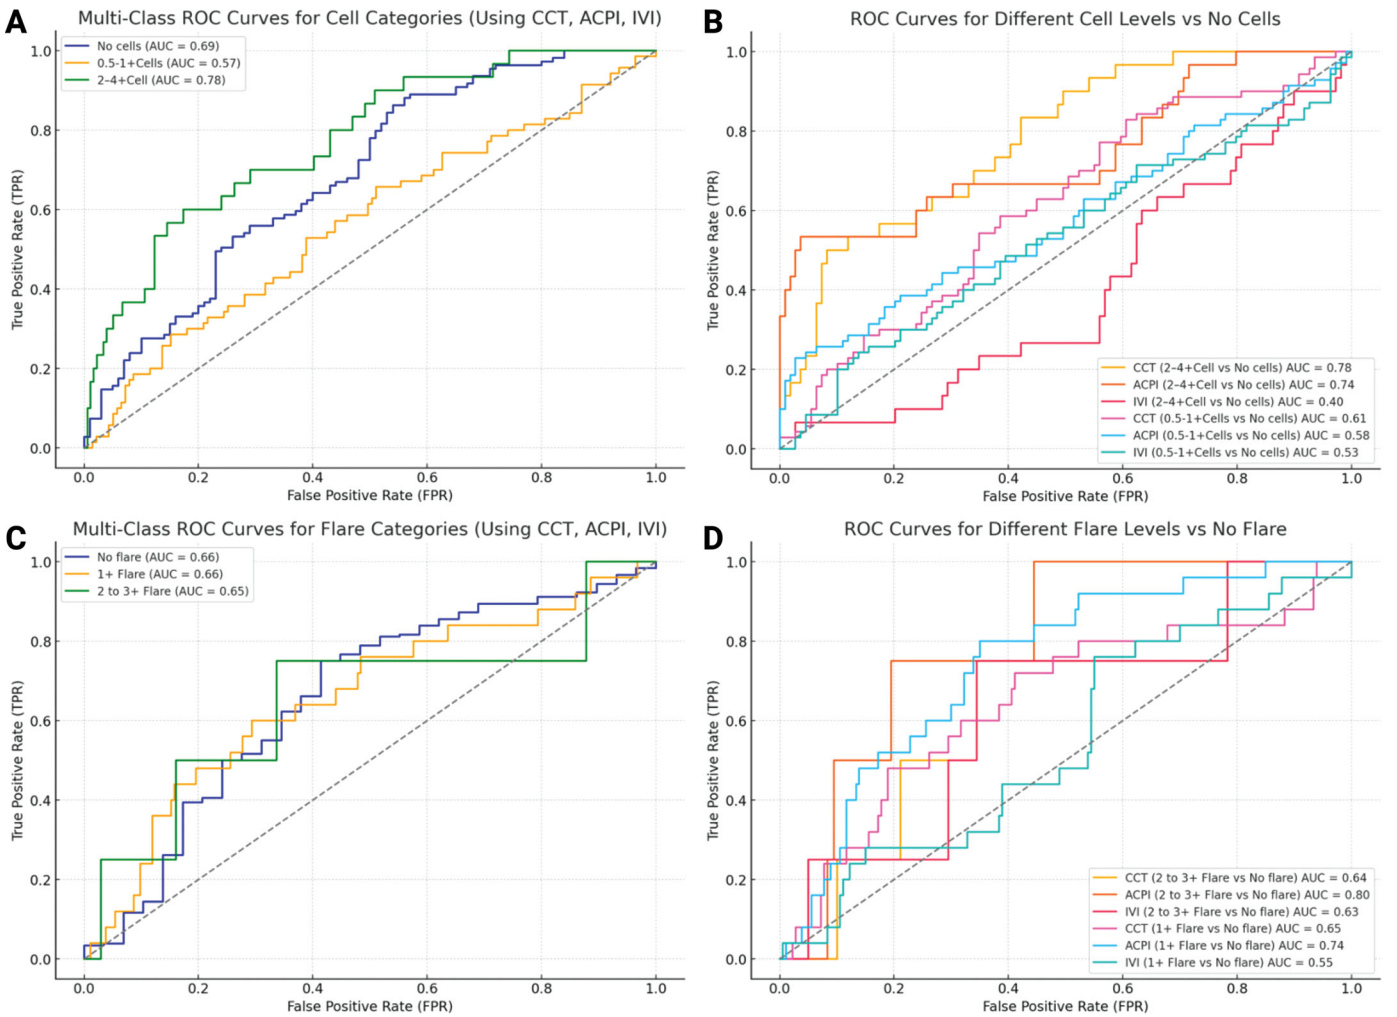 A
Multi-Class ROC Curves for Cell Categories (Using CCT, ACPI, IVI)
No cells (AUC = 0.69)
0.5-1+Cells (AUC = 0.57)
2-4+Cell (AUC = 0.78)
True Positive Rate (TPR)
1.0
0.8
0.6
0.4
0.2
0.0
0.0 0.2 0.4 0.6 0.8 1.0
False Positive Rate (FPR)
B
ROC Curves for Different Cell Levels vs No Cells
True Positive Rate (TPR)
1.0
0.8
0.6
0.4
0.2
0.0
CCT (2-4+Cell vs No cells) AUC = 0.78
ACPI (2-4+Cell vs No cells) AUC = 0.74
IVI (2-4+Cell vs No cells) AUC = 0.40
CCT (0.5-1+Cells vs No cells) AUC = 0.61
ACPI (0.5-1+Cells vs No cells) AUC = 0.58
IVI (0.5-1+Cells vs No cells) AUC = 0.53
0.0 0.2 0.4 0.6 0.8 1.0
False Positive Rate (FPR)
C
Multi-Class ROC Curves for Flare Categories (Using CCT, ACPI, IVI)
No flare (AUC = 0.66)
1+ Flare (AUC = 0.66)
2 to 3+ Flare (AUC = 0.65)
True Positive Rate (TPR)
1.0
0.8
0.6
0.4
0.2
0.0
0.0 0.2 0.4 0.6 0.8 1.0
False Positive Rate (FPR)
D
ROC Curves for Different Flare Levels vs No Flare
True Positive Rate (TPR)
1.0
0.8
0.6
0.4
0.2
0.0
CCT (2 to 3+ Flare vs No flare) AUC = 0.64
ACPI (2 to 3+ Flare vs No flare) AUC = 0.80
IVI (2 to 3+ Flare vs No flare) AUC = 0.63
CCT (1+ Flare vs No flare) AUC = 0.65
ACPI (1+ Flare vs No flare) AUC = 0.74
IVI (1+ Flare vs No flare) AUC = 0.55
0.0 0.2 0.4 0.6 0.8 1.0
False Positive Rate (FPR)